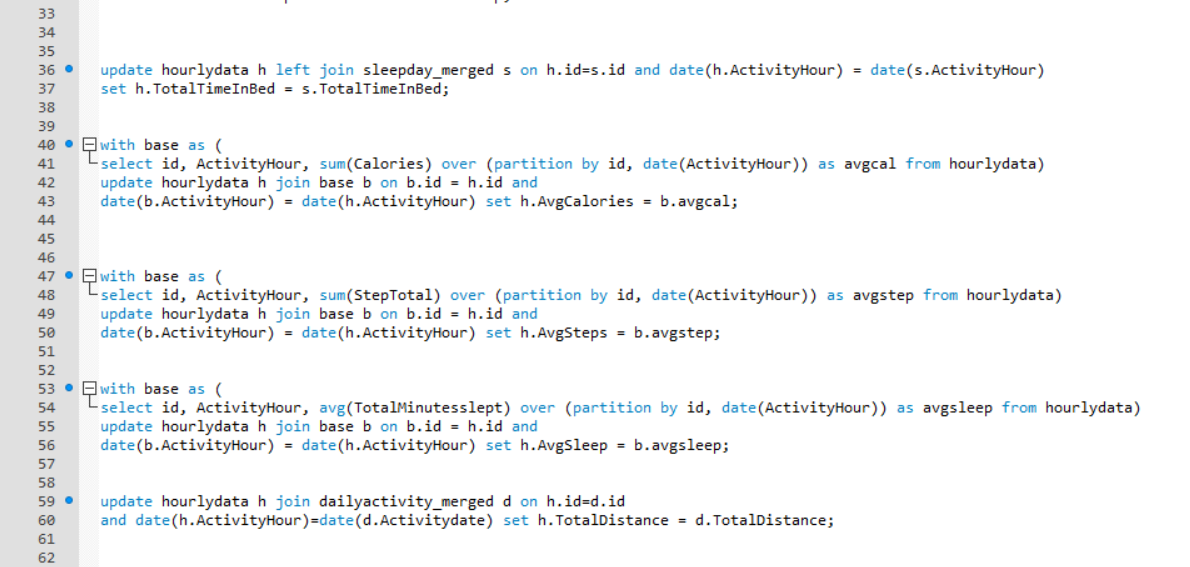 33
34
35
36 update hourlydata h left join sleepday_merged s on h.id=s.id and date(h.ActivityHour) = date(s.ActivityHour)
37 set h.TotalTimeInBed = s.TotalTimeInBed;
38
39
40 with base as (
41 select id, ActivityHour, sum(Calories) over (partition by id, date(ActivityHour)) as avgcal from hourlydata)
42 update hourlydata h join base b on b.id = h.id and
43 date(b.ActivityHour) = date(h.ActivityHour) set h.AvgCalories = b.avgcal;
44
45
46
47 with base as (
48 select id, ActivityHour, sum(StepTotal) over (partition by id, date(ActivityHour)) as avgstep from hourlydata)
49 update hourlydata h join base b on b.id = h.id and
50 date(b.ActivityHour) = date(h.ActivityHour) set h.AvgSteps = b.avgstep;
51
52
53 with base as (
54 select id, ActivityHour, avg(TotalMinutesslept) over (partition by id, date(ActivityHour)) as avgsleep from hourlydata)
55 update hourlydata h join base b on b.id = h.id and
56 date(b.ActivityHour) = date(h.ActivityHour) set h.AvgSleep = b.avgsleep;
57
58
59 update hourlydata h join dailyactivity_merged d on h.id=d.id
60 and date(h.ActivityHour)=date(d.Activitydate) set h.TotalDistance = d.TotalDistance;
61
62